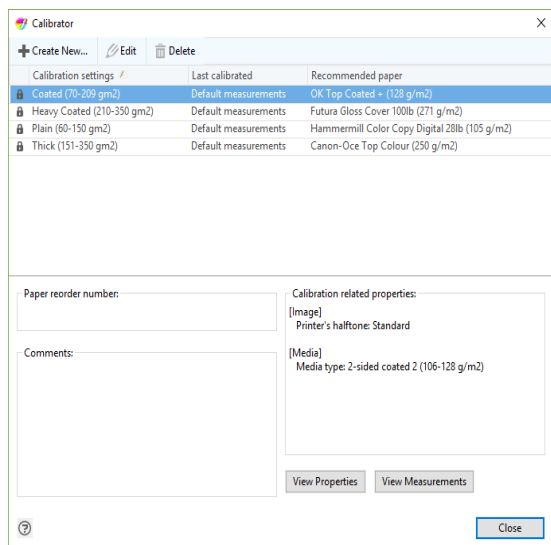 Calibrator
Create New... Edit Delete
Calibration settings Last calibrated Recommended paper
Coated (70-209 gm2) Default measurements OK Top Coated + (128 g/m2)
Heavy Coated (210-350 gm2) Default measurements Futura Gloss Cover 100lb (271 g/m2)
Plain (60-150 gm2) Default measurements Hammermill Color Copy Digital 28lb (105 g/m2)
Thick (151-350 gm2) Default measurements Canon-Oce Top Colour (250 g/m2)
Paper reorder number:
Comments:
Calibration related properties:
[Image]
Printer's halftone: Standard
[Media]
Media type: 2-sided coated 2 (106-128 g/m2)
View Properties View Measurements
? Close